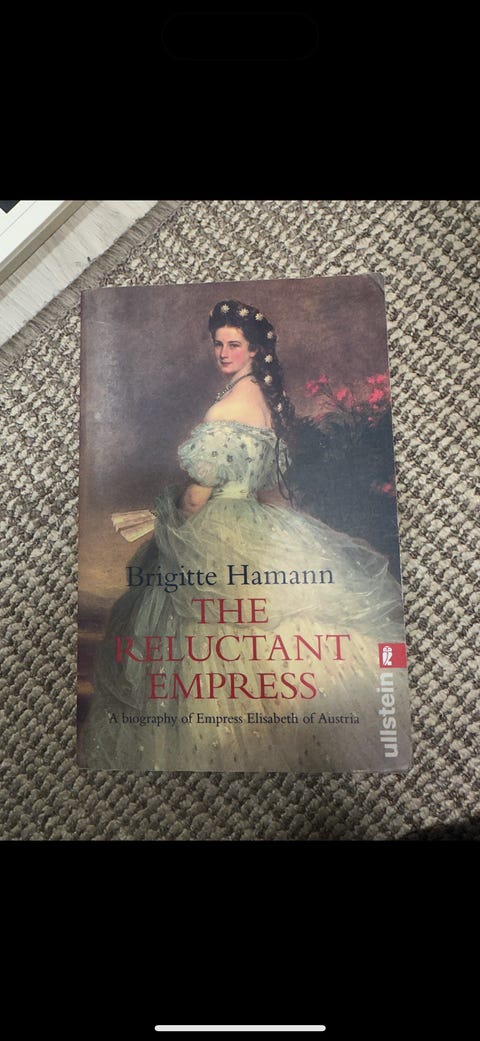 Brigitte Hamann
THE
RELUCTANT
EMPRESS
A biography of Empress Elisabeth of Austria
ullstein